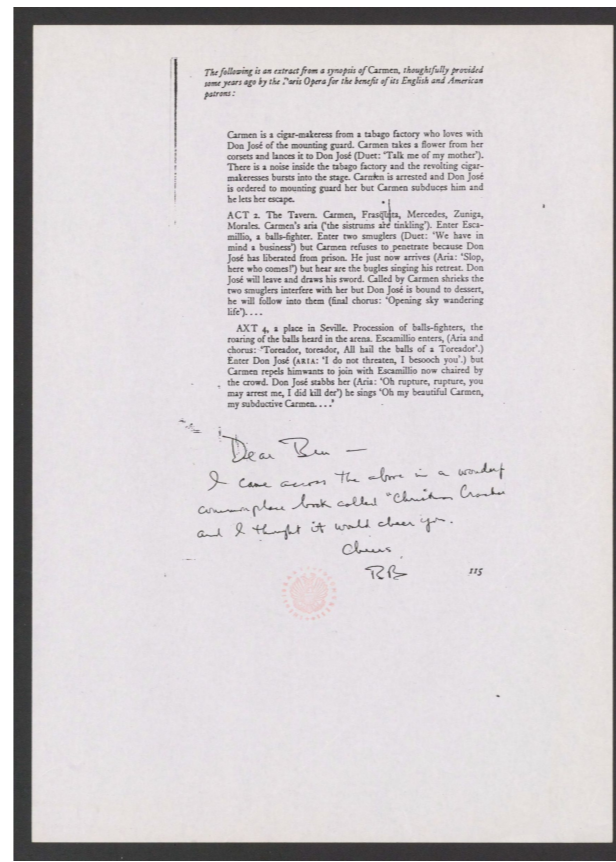 The following is an extract from a synopsis of Carmen, thoughtfully provided
some years ago by the Paris Opera for the benefit of its English and American
patrons:
Carmen is a cigar-makeress from a tabago factory who loves with
Don José of the mounting guard. Carmen takes a flower from her
corsets and lances it to Don José (Duet: 'Talk me of my mother').
There is a noise inside the tabago factory and the revolting cigar-
makeresses bursts into the stage. Carmen is arrested and Don José
is ordered to mounting guard her but Carmen subduces him and
he lets her escape.
ACT 2. The Tavern. Carmen, Frasquita, Mercedes, Zuniga,
Morales. Carmen's aria ('the sistrums are tinkling'). Enter Esca-
millio, a balls-fighter. Enter two smuglers (Duet: 'We have in
mind a business') but Carmen refuses to penetrate because Don
José has liberated from prison. He just now arrives (Aria: 'Slop,
here who comes!') but hear are the bugles singing his retreat. Don
José will leave and draws his sword. Called by Carmen shrieks the
two smuglers interfere with her but Don José is bound to dessert,
he will follow into them (final chorus: 'Opening sky wandering
life'). . . .
AXT 4, a place in Seville. Procession of balls-fighters, the
roaring of the balls heard in the arena. Escamillio enters, (Aria and
chorus: 'Toreador, toreador, All hail the balls of a Toreador'.)
Enter Don José (ARIA: 'I do not threaten, I besooch you'.) but
Carmen repels himwants to join with Escamillio now chaired by
the crowd. Don José stabbs her (Aria: 'Oh rupture, rupture, you
may arrest me, I did kill der') he sings 'Oh my beautiful Carmen,
my subductive Carmen. . . .'
Dear Ben —
I came across the above in a wonderf
commonplace book called "Christmas Cracker
and I thought it would cheer you.
Cheers,
RB
115